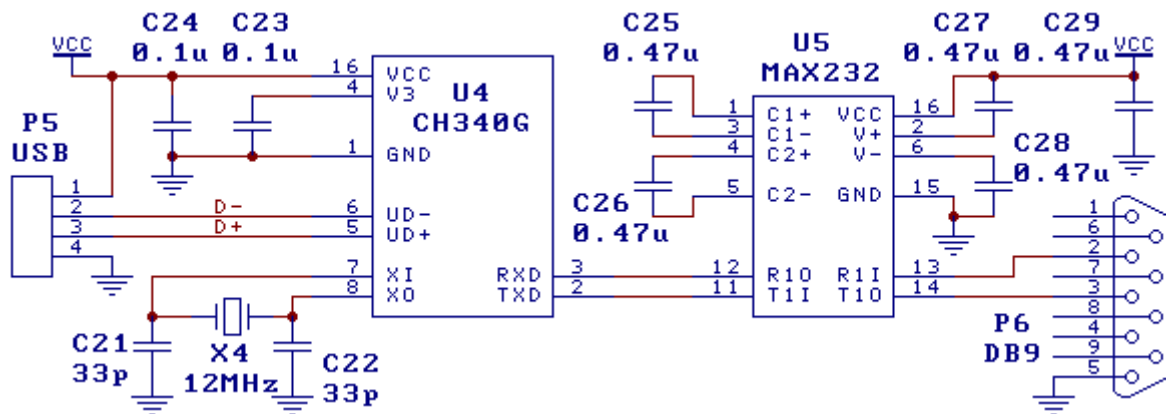 C24 C23 C25 C27 C29
VCC 0.1u 0.1u 0.47u U5 0.47u 0.47u VCC
MAX232
16 VCC U4
4 V3 CH340G
1 C1+ VCC 16
3 C1- V+ 2
P5
USB
1 GND
4 C2+ V- 6
C28
0.47u
1
2 D- 6 UD-
3 D+ 5 UD+
4
5 C2- GND 15
C26
0.47u
1
6
2
7 XI RXD 3 12 R1O R1I 13
7
8 XO TXD 2 11 T1I T1O 14
3
8
4
9
5
P6
DB9
C21
33p
X4
12MHz
C22
33p